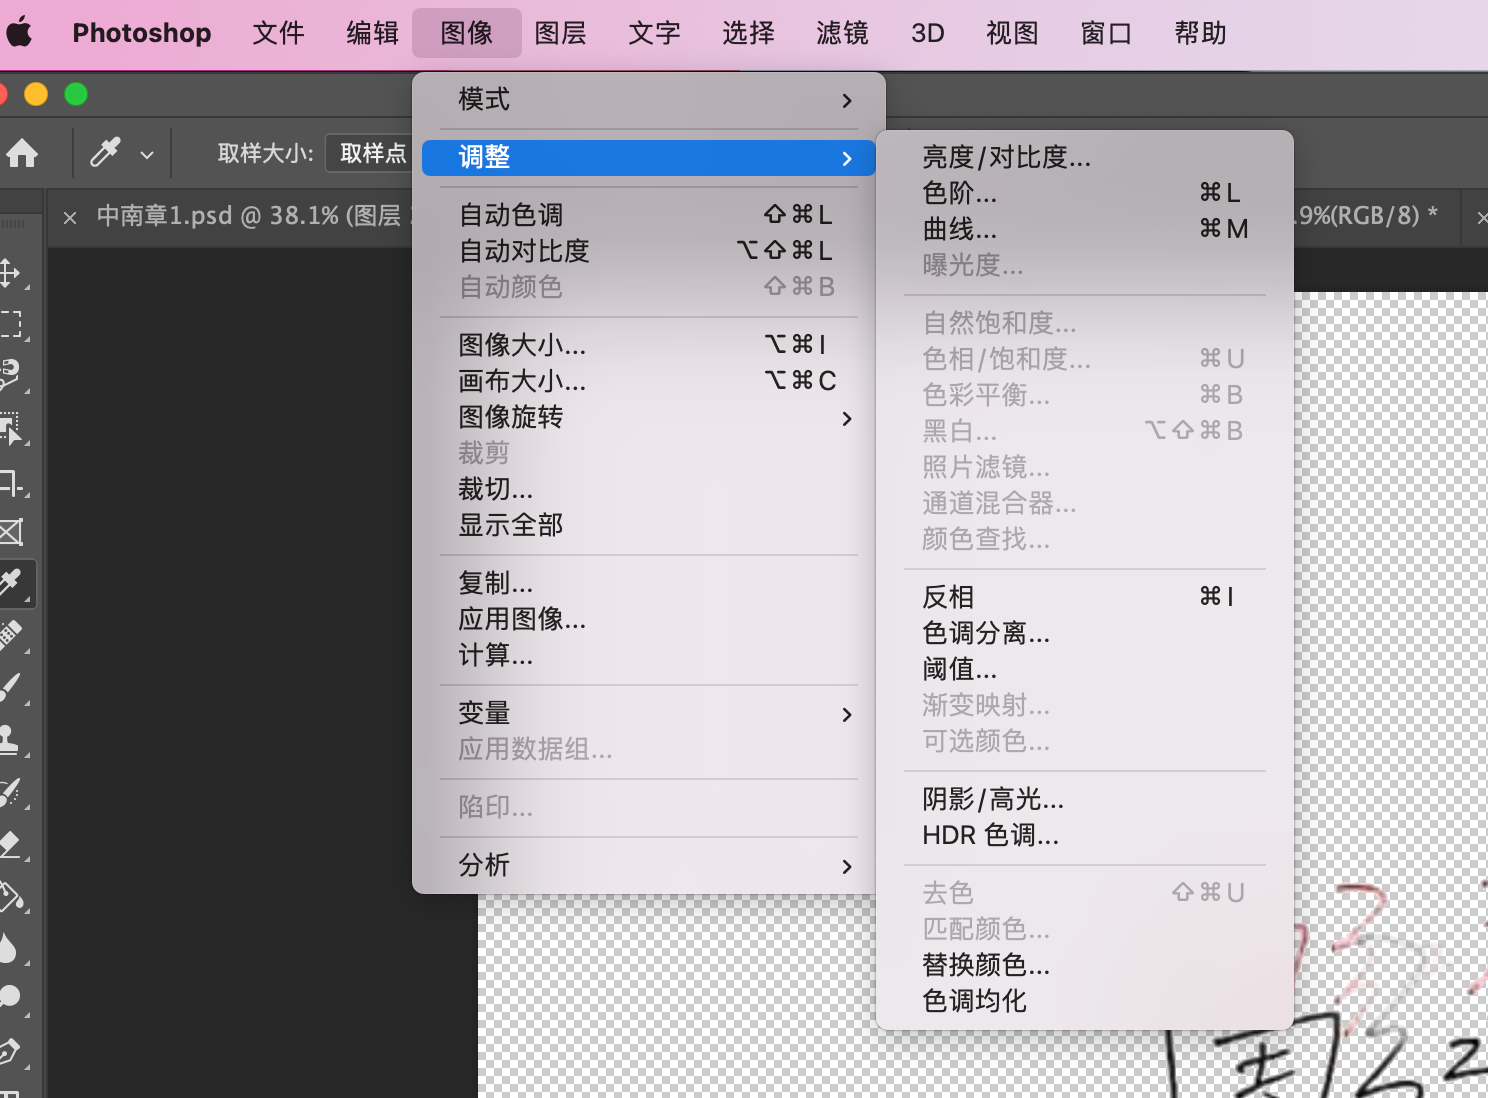 Photoshop 文件 编辑 图像 图层 文字 选择 滤镜 3D 视图 窗口 帮助
取样大小: 取样点
× 中南章1.psd @ 38.1% (图层
.9%(RGB/8) * ×
模式
调整
自动色调 ⇧⌘L
自动对比度 ⌥⇧⌘L
自动颜色 ⇧⌘B
图像大小... ⌥⌘I
画布大小... ⌥⌘C
图像旋转
裁剪
裁切...
显示全部
复制...
应用图像...
计算...
变量
应用数据组...
陷印...
分析
亮度/对比度...
色阶... ⌘L
曲线... ⌘M
曝光度...
自然饱和度...
色相/饱和度... ⌘U
色彩平衡... ⌘B
黑白... ⌥⇧⌘B
照片滤镜...
通道混合器...
颜色查找...
反相 ⌘I
色调分离...
阈值...
渐变映射...
可选颜色...
阴影/高光...
HDR 色调...
去色 ⇧⌘U
匹配颜色...
替换颜色...
色调均化